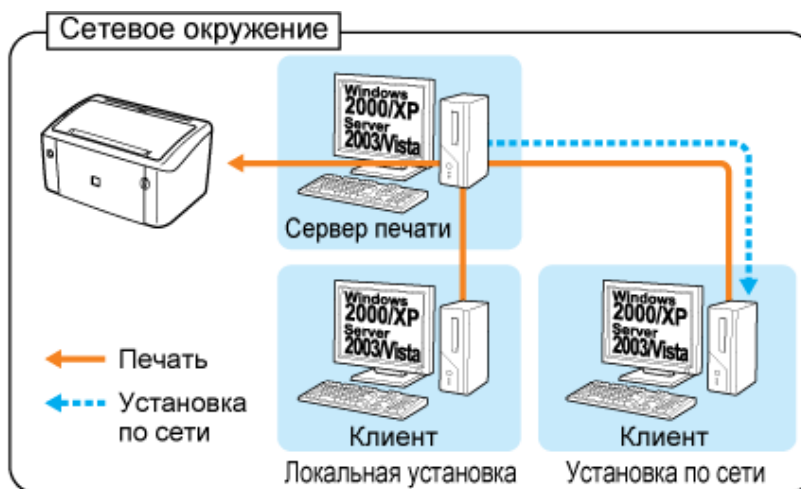 Сетевое окружение
Windows
2000/XP
Server
2003/Vista
Сервер печати
Windows
2000/XP
Server
2003/Vista
Windows
2000/XP
Server
2003/Vista
Печать
Установка
по сети
Клиент
Клиент
Локальная установка
Установка по сети